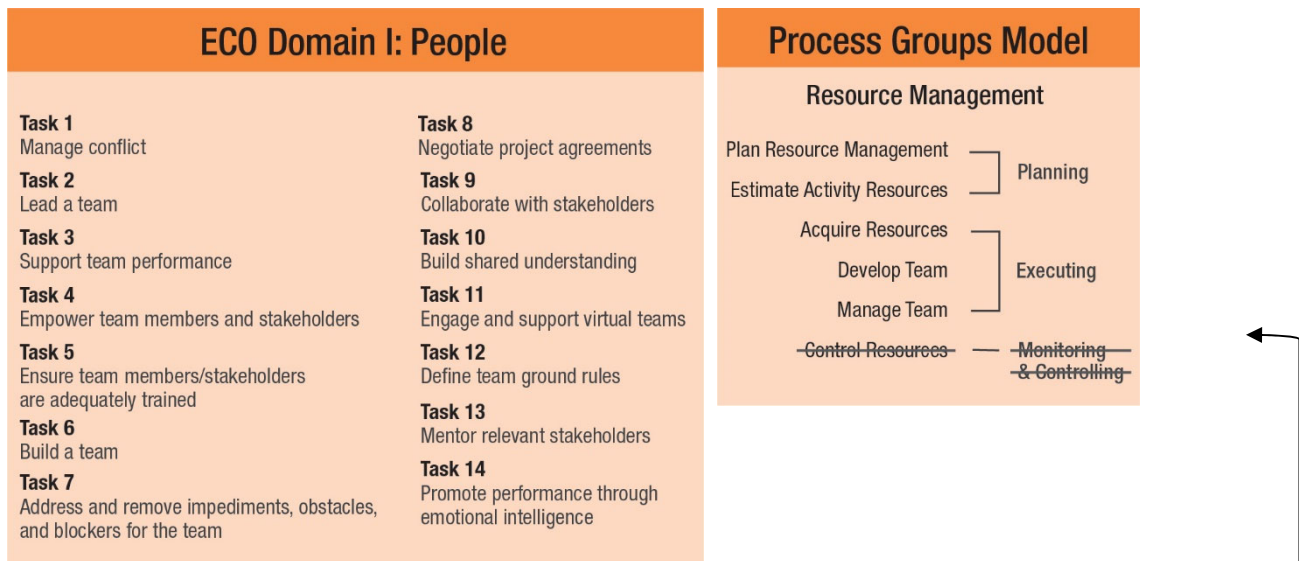 ECO Domain I: People
Task 1
Manage conflict
Task 2
Lead a team
Task 3
Support team performance
Task 4
Empower team members and stakeholders
Task 5
Ensure team members/stakeholders
are adequately trained
Task 6
Build a team
Task 7
Address and remove impediments, obstacles,
and blockers for the team
Task 8
Negotiate project agreements
Task 9
Collaborate with stakeholders
Task 10
Build shared understanding
Task 11
Engage and support virtual teams
Task 12
Define team ground rules
Task 13
Mentor relevant stakeholders
Task 14
Promote performance through
emotional intelligence
Process Groups Model
Resource Management
Plan Resource Management
Estimate Activity Resources
Planning
Acquire Resources
Develop Team
Manage Team
Executing
Control Resources
Monitoring
& Controlling